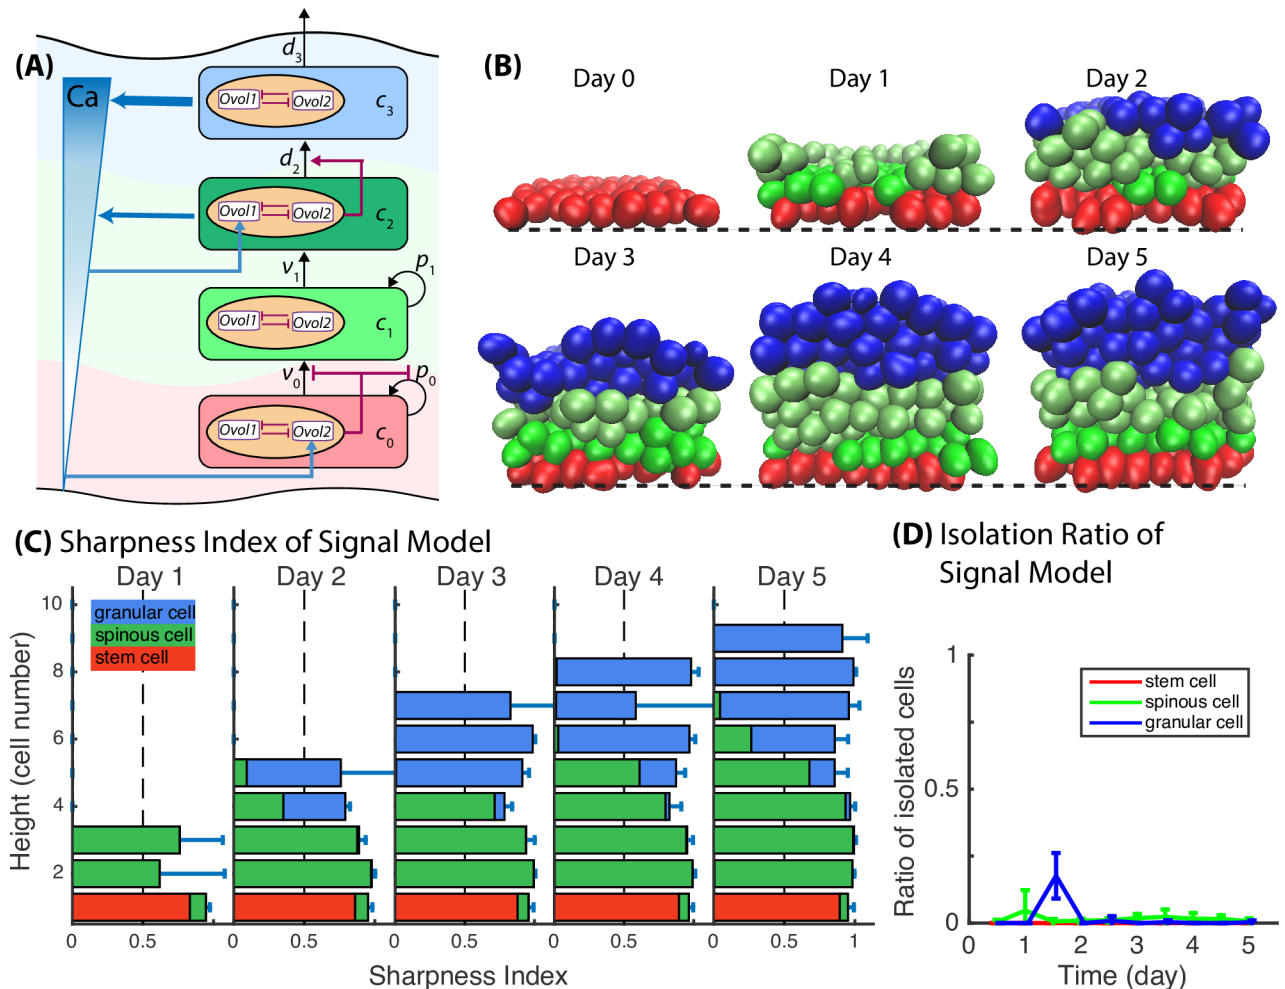 (A)
d3
Ca
Ovol1
Ovol2
c3
d2
Ovol1
Ovol2
c2
v1
p1
Ovol1
Ovol2
c1
v0
p0
Ovol1
Ovol2
c0
(B)
Day 0
Day 1
Day 2
Day 3
Day 4
Day 5
(C) Sharpness Index of Signal Model
Day 1
Day 2
Day 3
Day 4
Day 5
granular cell
spinous cell
stem cell
Height (cell number)
10
8
6
4
2
0
0.5
0
0.5
0
0.5
0
0.5
0
0.5
1
Sharpness Index
(D) Isolation Ratio of
Signal Model
Ratio of isolated cells
1
0.5
0
stem cell
spinous cell
granular cell
0
1
2
3
4
5
Time (day)